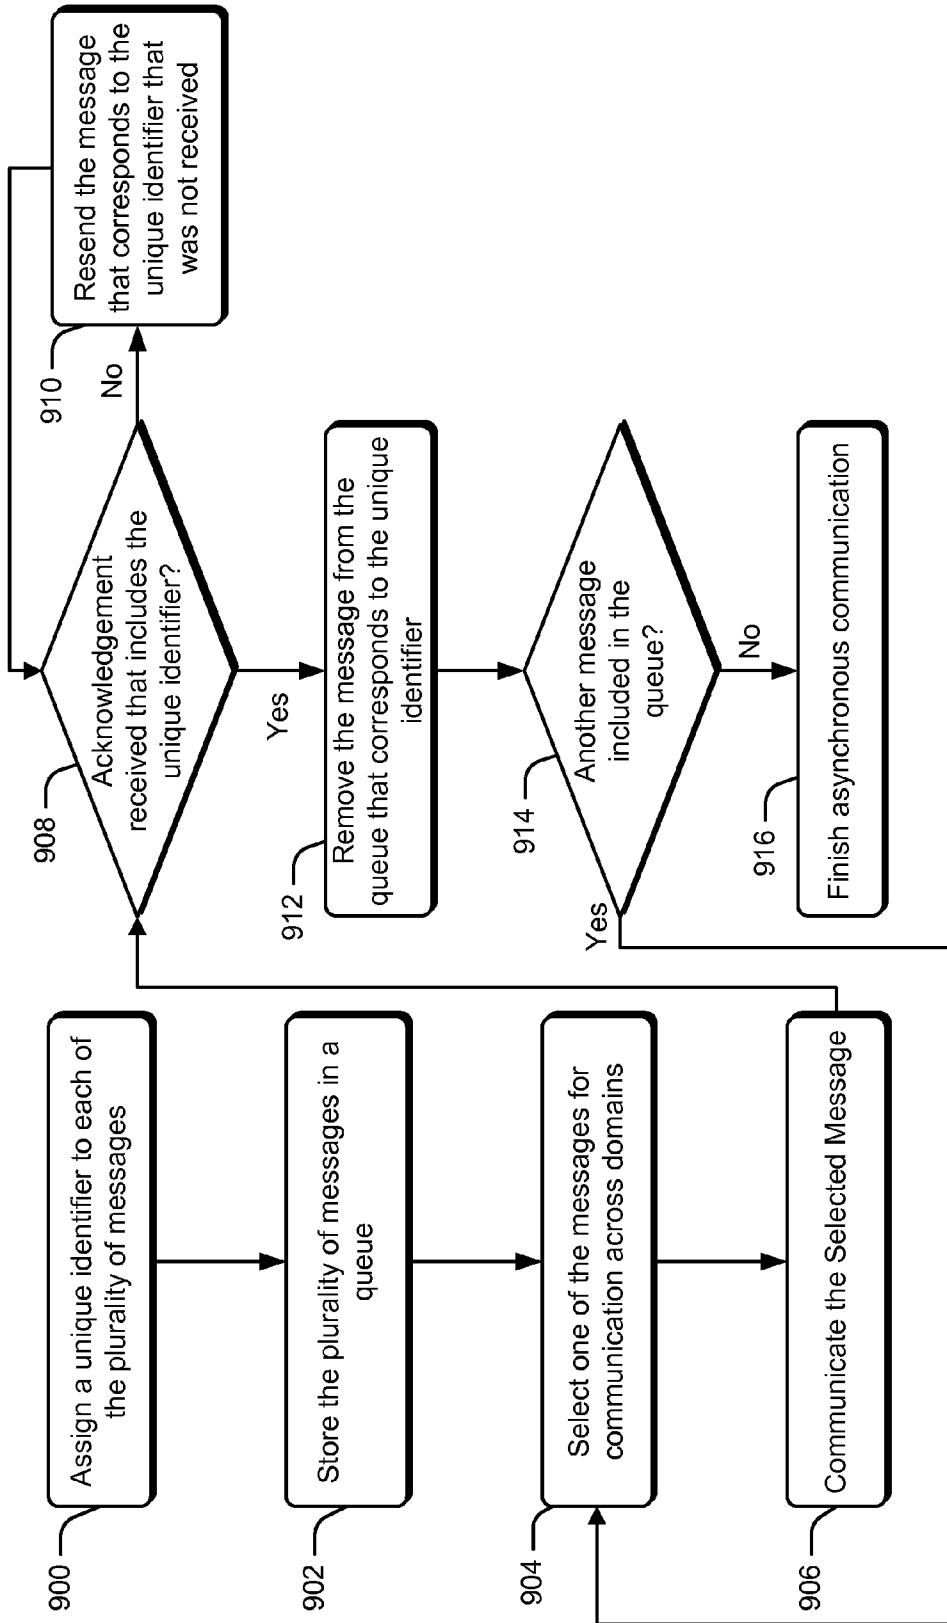 900
Assign a unique identifier to each of
the plurality of messages
902
Store the plurality of messages in a
queue
904
Select one of the messages for
communication across domains
906
Communicate the Selected Message
908
Acknowledgement
received that includes the
unique identifier?
No
Yes
910
Resend the message
that corresponds to the
unique identifier that
was not received
912
Remove the message from the
queue that corresponds to the unique
identifier
914
Another message
included in the
queue?
Yes
No
916
Finish asynchronous communication